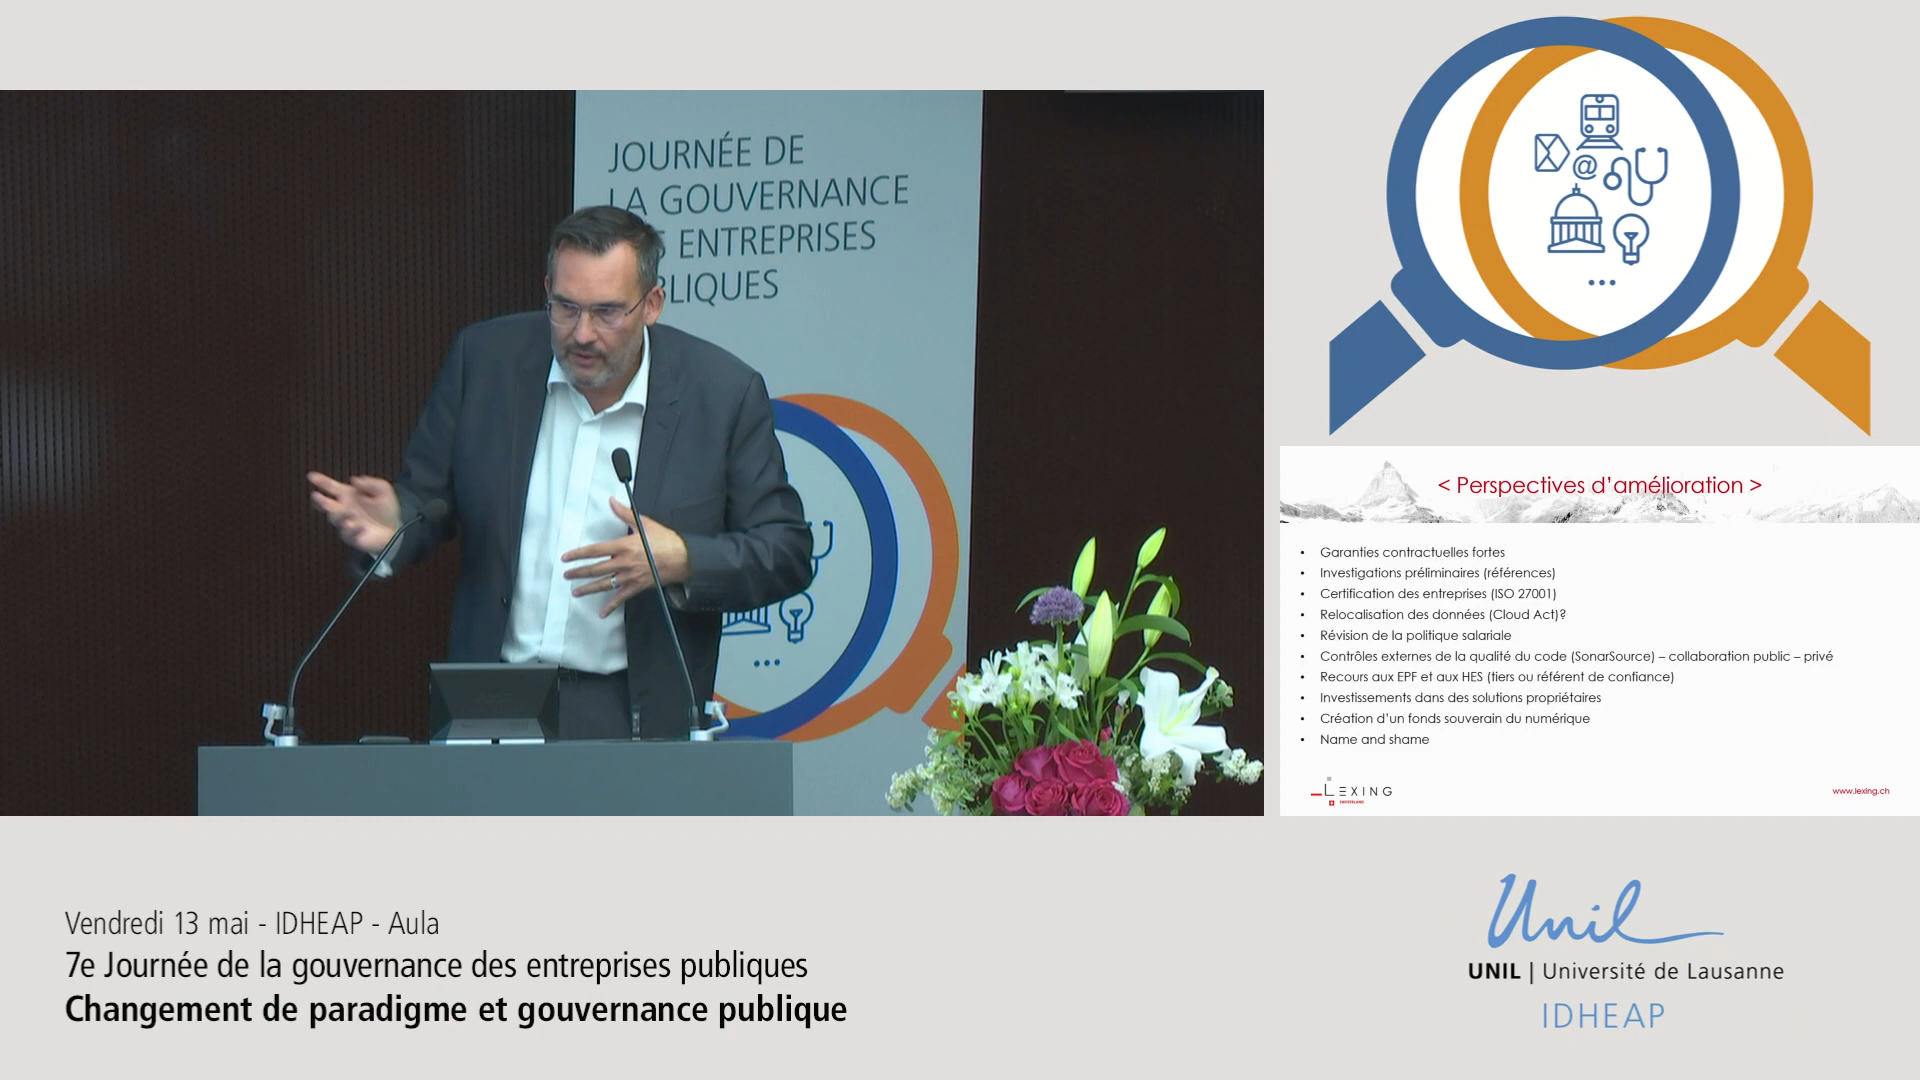 JOURNÉE DE
LA GOUVERNANCE
ENTREPRISES
@
< Perspectives d'amélioration >
• Garanties contractuelles fortes
• Investigations préliminaires (références)
• Certification des entreprises (ISO 27001)
• Relocalisation des données (Cloud Act)?
• Révision de la politique salariale
• Contrôles externes de la qualité du code (SonarSource) – collaboration public – privé
• Recours aux EPF et aux HES (tiers ou référent de confiance)
• Investissements dans des solutions propriétaires
• Création d'un fonds souverain du numérique
• Name and shame
LEXING
SWITZERLAND
www.lexing.ch
Vendredi 13 mai - IDHEAP - Aula
7e Journée de la gouvernance des entreprises publiques
Changement de paradigme et gouvernance publique
Unil
UNIL | Université de Lausanne
IDHEAP